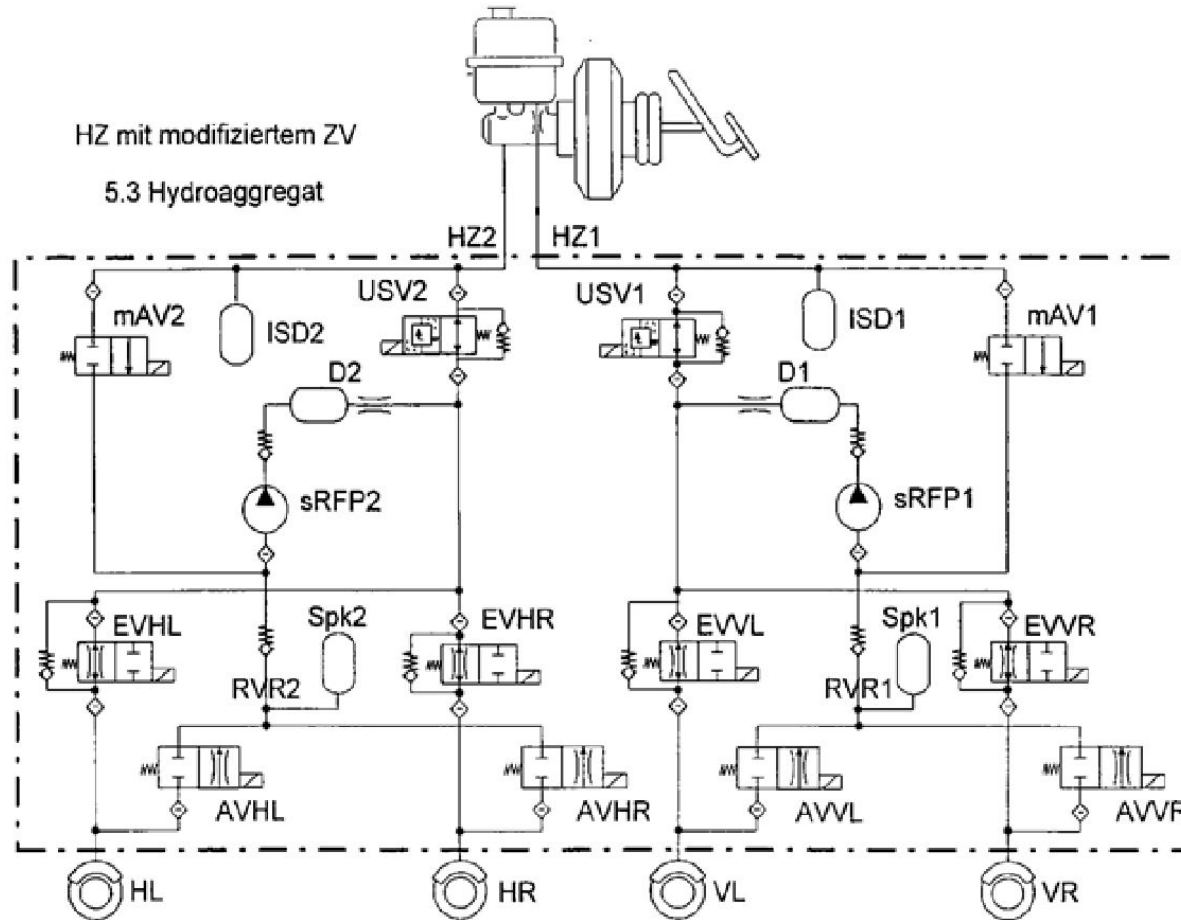 HZ mit modifiziertem ZV
5.3 Hydroaggregat
HZ2 HZ1
USV2 USV1
mAV2 ISD2 ISD1 mAV1
D2 D1
sRFP2 sRFP1
EVHL Spk2 EVHR EVVL Spk1 EVVR
RVR2 RVR1
AVHL AVHR AVVL AVVR
HL HR VL VR